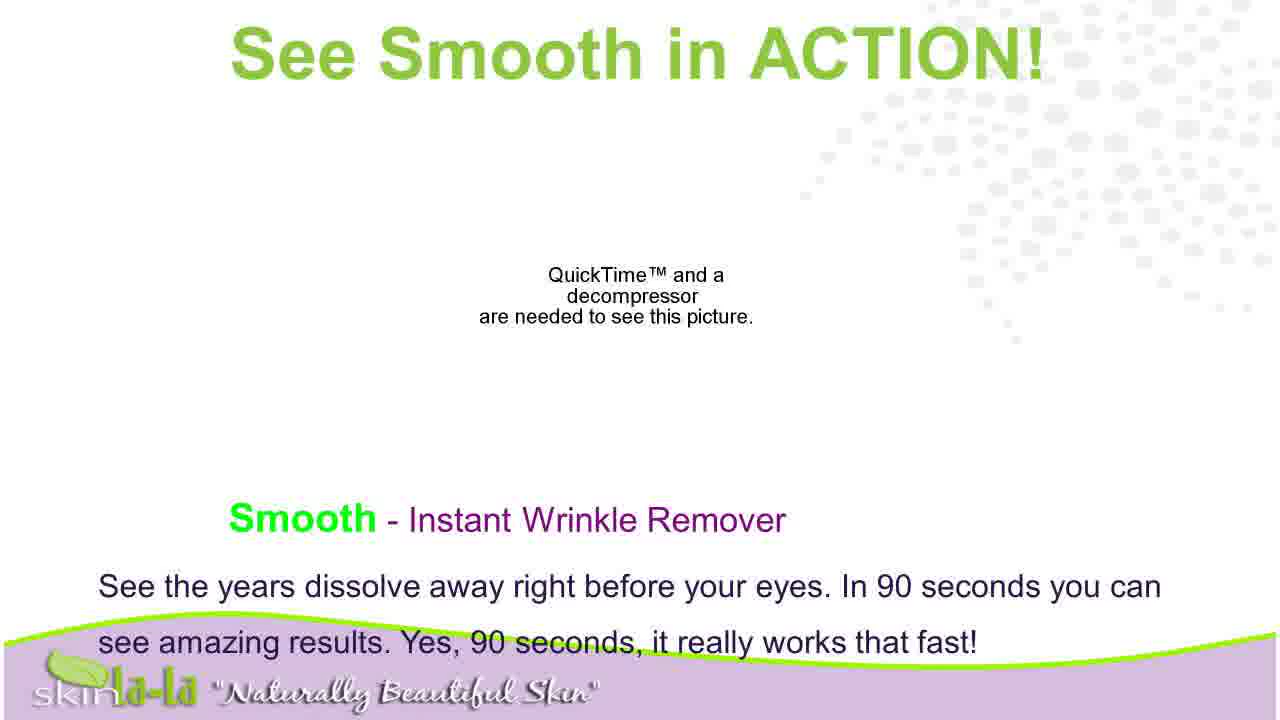 See Smooth in ACTION!
QuickTime™ and a
decompressor
are needed to see this picture.
Smooth - Instant Wrinkle Remover
See the years dissolve away right before your eyes. In 90 seconds you can
see amazing results. Yes, 90 seconds, it really works that fast!
skin la-la "Naturally Beautiful Skin"